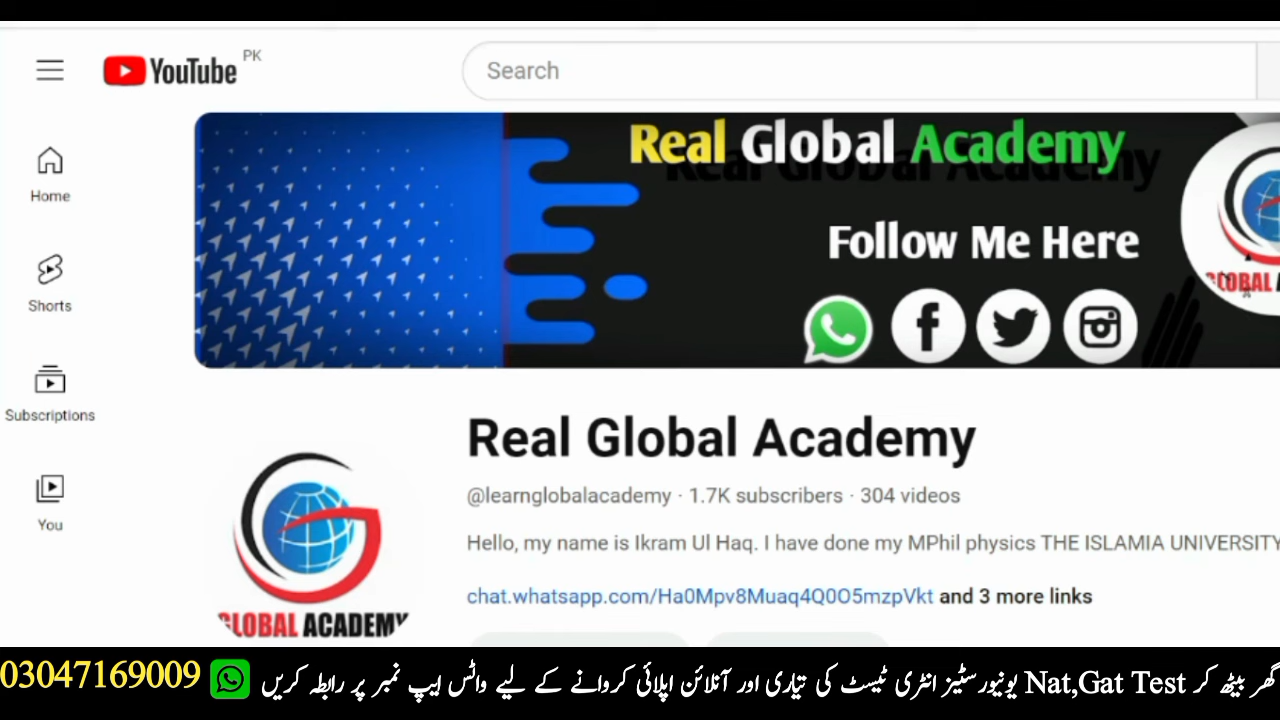 YouTube PK
Search
Home
Shorts
Subscriptions
You
Real Global Academy
Follow Me Here
GLOBAL A
Real Global Academy
@learnglobalacademy · 1.7K subscribers · 304 videos
Hello, my name is Ikram Ul Haq. I have done my MPhil physics THE ISLAMIA UNIVERSITY
chat.whatsapp.com/Ha0Mpv8Muaq4Q0O5mzpVkt and 3 more links
GLOBAL ACADEMY
گھر بیٹھ کر Nat,Gat Test یونیورسٹیز انٹری ٹیسٹ کی تیاری اور آنلائن اپلائی کروانے کے لیے واٹس ایپ نمبر پر رابطہ کریں 03047169009